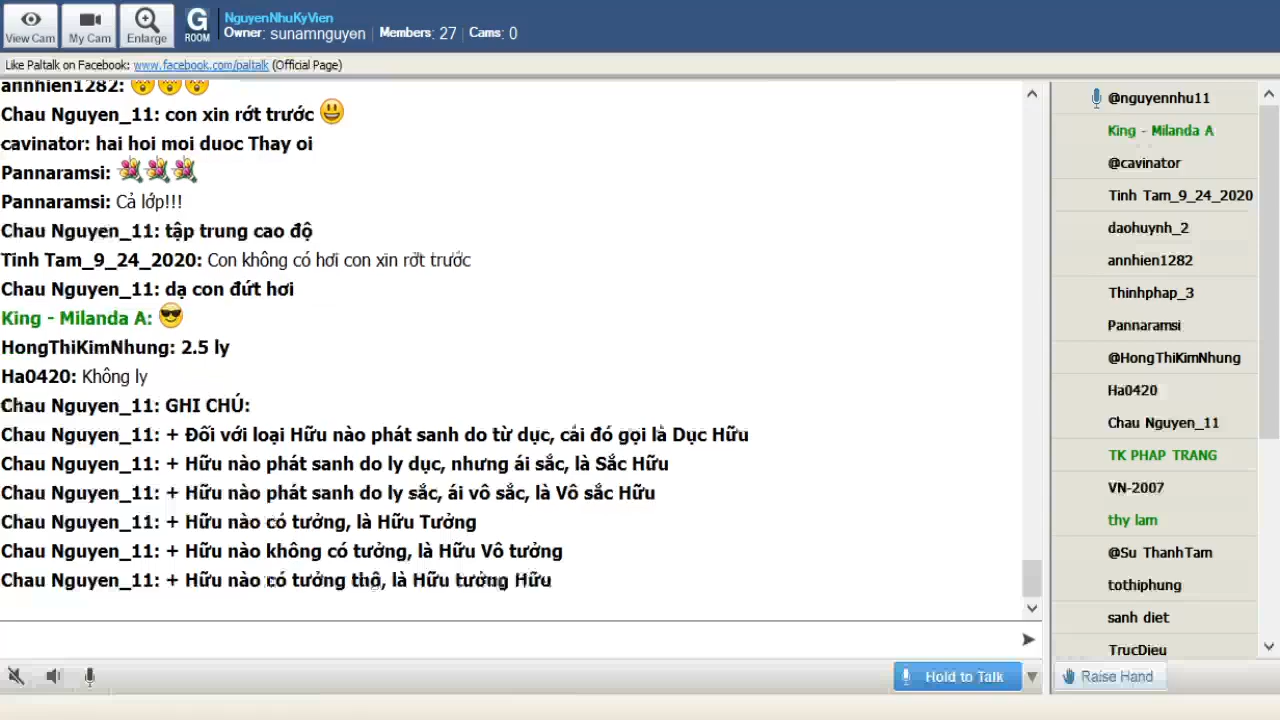 View Cam
My Cam
Enlarge
G
ROOM
NguyenNhuKyVien
Owner: sunamnguyen | Members: 27 | Cams: 0
Like Paltalk on Facebook: www.facebook.com/paltalk (Official Page)
annhien1282:
Chau Nguyen_11: con xin rớt trước
cavinator: hai hoi moi duoc Thay oi
Pannaramsi:
Pannaramsi: Cả lớp!!!
Chau Nguyen_11: tập trung cao độ
Tinh Tam_9_24_2020: Con không có hơi con xin rớt trước
Chau Nguyen_11: dạ con đứt hơi
King - Milanda A:
HongThiKimNhung: 2.5 ly
Ha0420: Không ly
Chau Nguyen_11: GHI CHÚ:
Chau Nguyen_11: + Đối với loại Hữu nào phát sanh do từ dục, cái đó gọi là Dục Hữu
Chau Nguyen_11: + Hữu nào phát sanh do ly dục, nhưng ái sắc, là Sắc Hữu
Chau Nguyen_11: + Hữu nào phát sanh do ly sắc, ái vô sắc, là Vô sắc Hữu
Chau Nguyen_11: + Hữu nào có tưởng, là Hữu Tưởng
Chau Nguyen_11: + Hữu nào không có tưởng, là Hữu Vô tưởng
Chau Nguyen_11: + Hữu nào có tưởng thô, là Hữu tưởng Hữu
@nguyennhu11
King - Milanda A
@cavinator
Tinh Tam_9_24_2020
daohuynh_2
annhien1282
Thinhphap_3
Pannaramsi
@HongThiKimNhung
Ha0420
Chau Nguyen_11
TK PHAP TRANG
VN-2007
thy lam
@Su ThanhTam
tothiphung
sanh diet
TrucDieu
Hold to Talk
Raise Hand